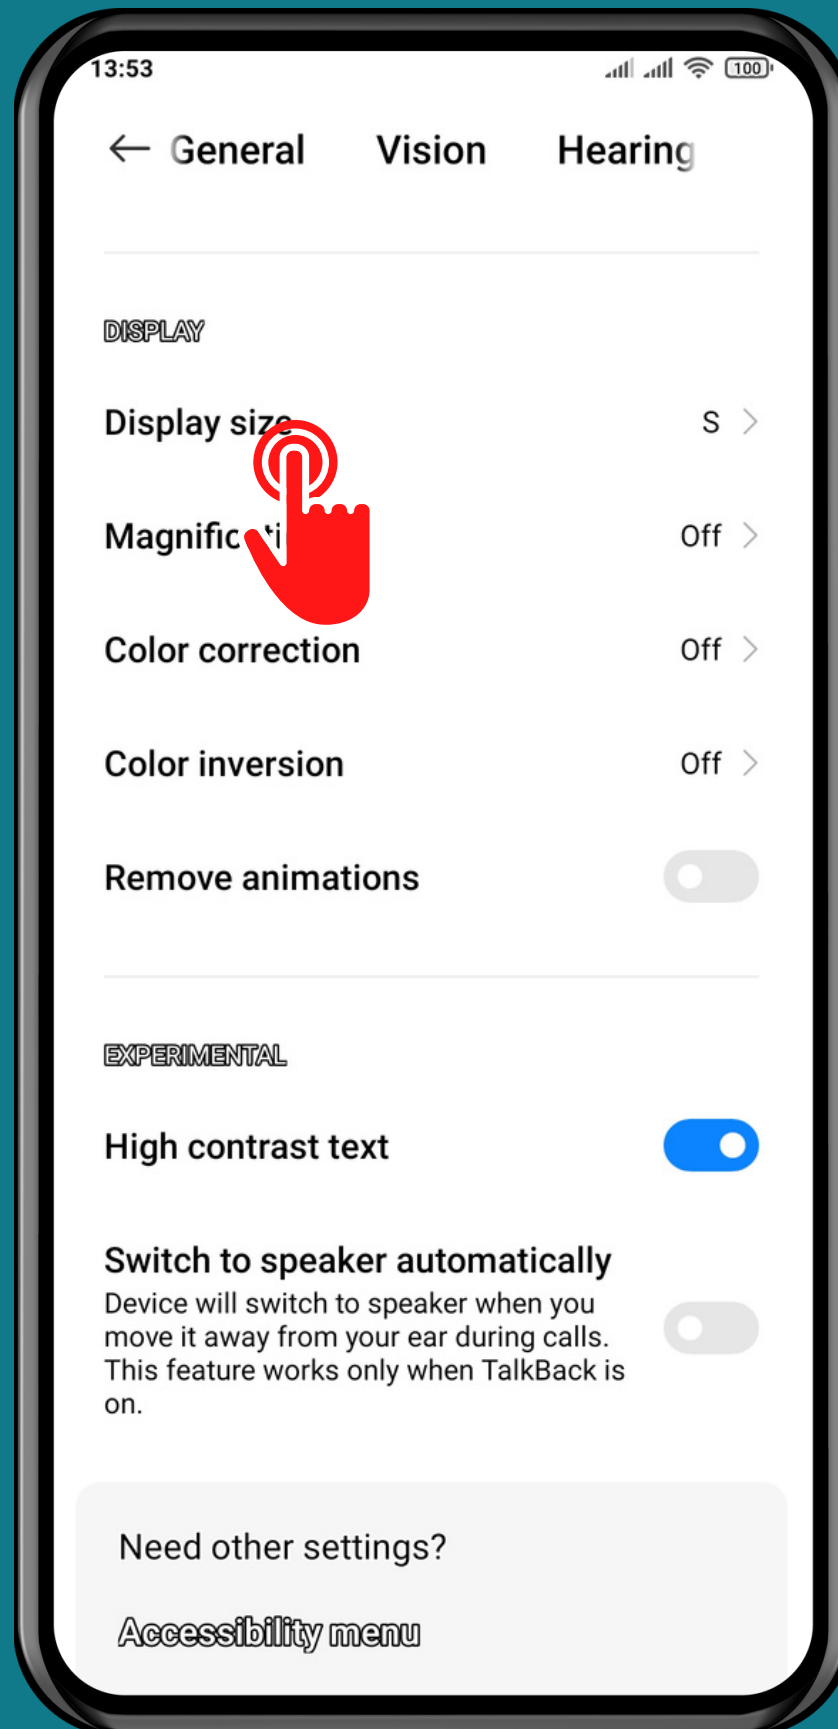 13:53
100
General Vision Hearing
DISPLAY
Display size
S
Off
Color correction
Off
Color inversion
Off
Remove animations
EXPERIMENTAL
High contrast text
Switch to speaker automatically
Device will switch to speaker when you
move it away from your ear during calls.
This feature works only when TalkBack is
on.
Need other settings?
Accessibility menu